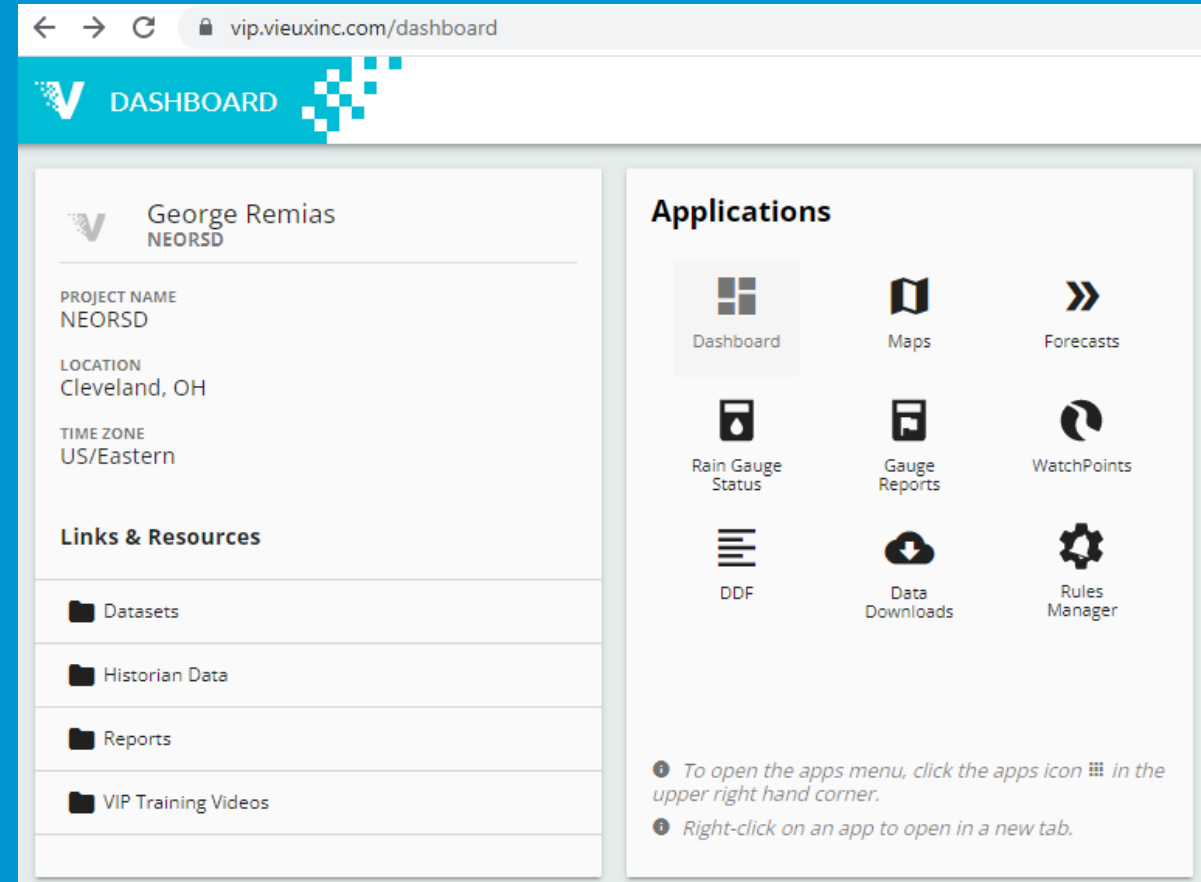 vip.vieuxinc.com/dashboard
DASHBOARD
George Remias
NEORSD
PROJECT NAME
NEORSD
LOCATION
Cleveland, OH
TIME ZONE
US/Eastern
Links & Resources
Datasets
Historian Data
Reports
VIP Training Videos
Applications
Dashboard
Maps
Forecasts
Rain Gauge
Status
Gauge
Reports
WatchPoints
DDF
Data
Downloads
Rules
Manager
To open the apps menu, click the apps icon in the
upper right hand corner.
Right-click on an app to open in a new tab.